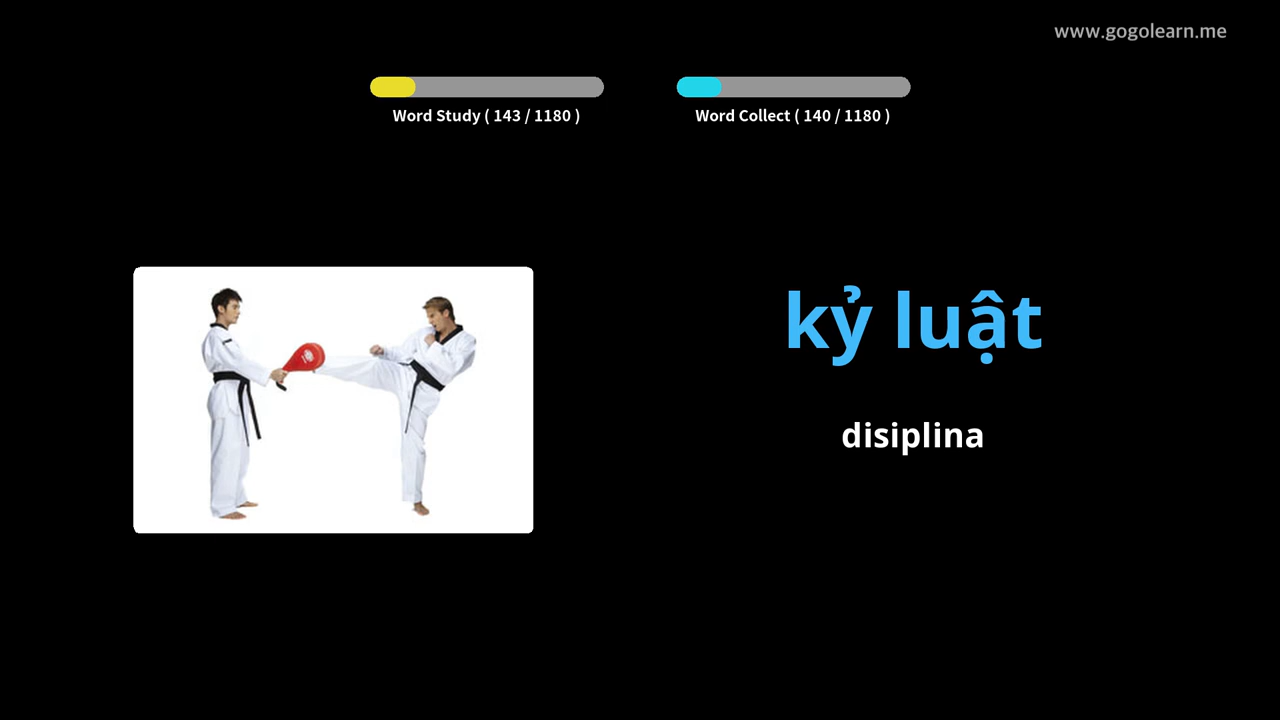 www.gogolearn.me
Word Study ( 143 / 1180 )
Word Collect ( 140 / 1180 )
kỷ luật
disiplina